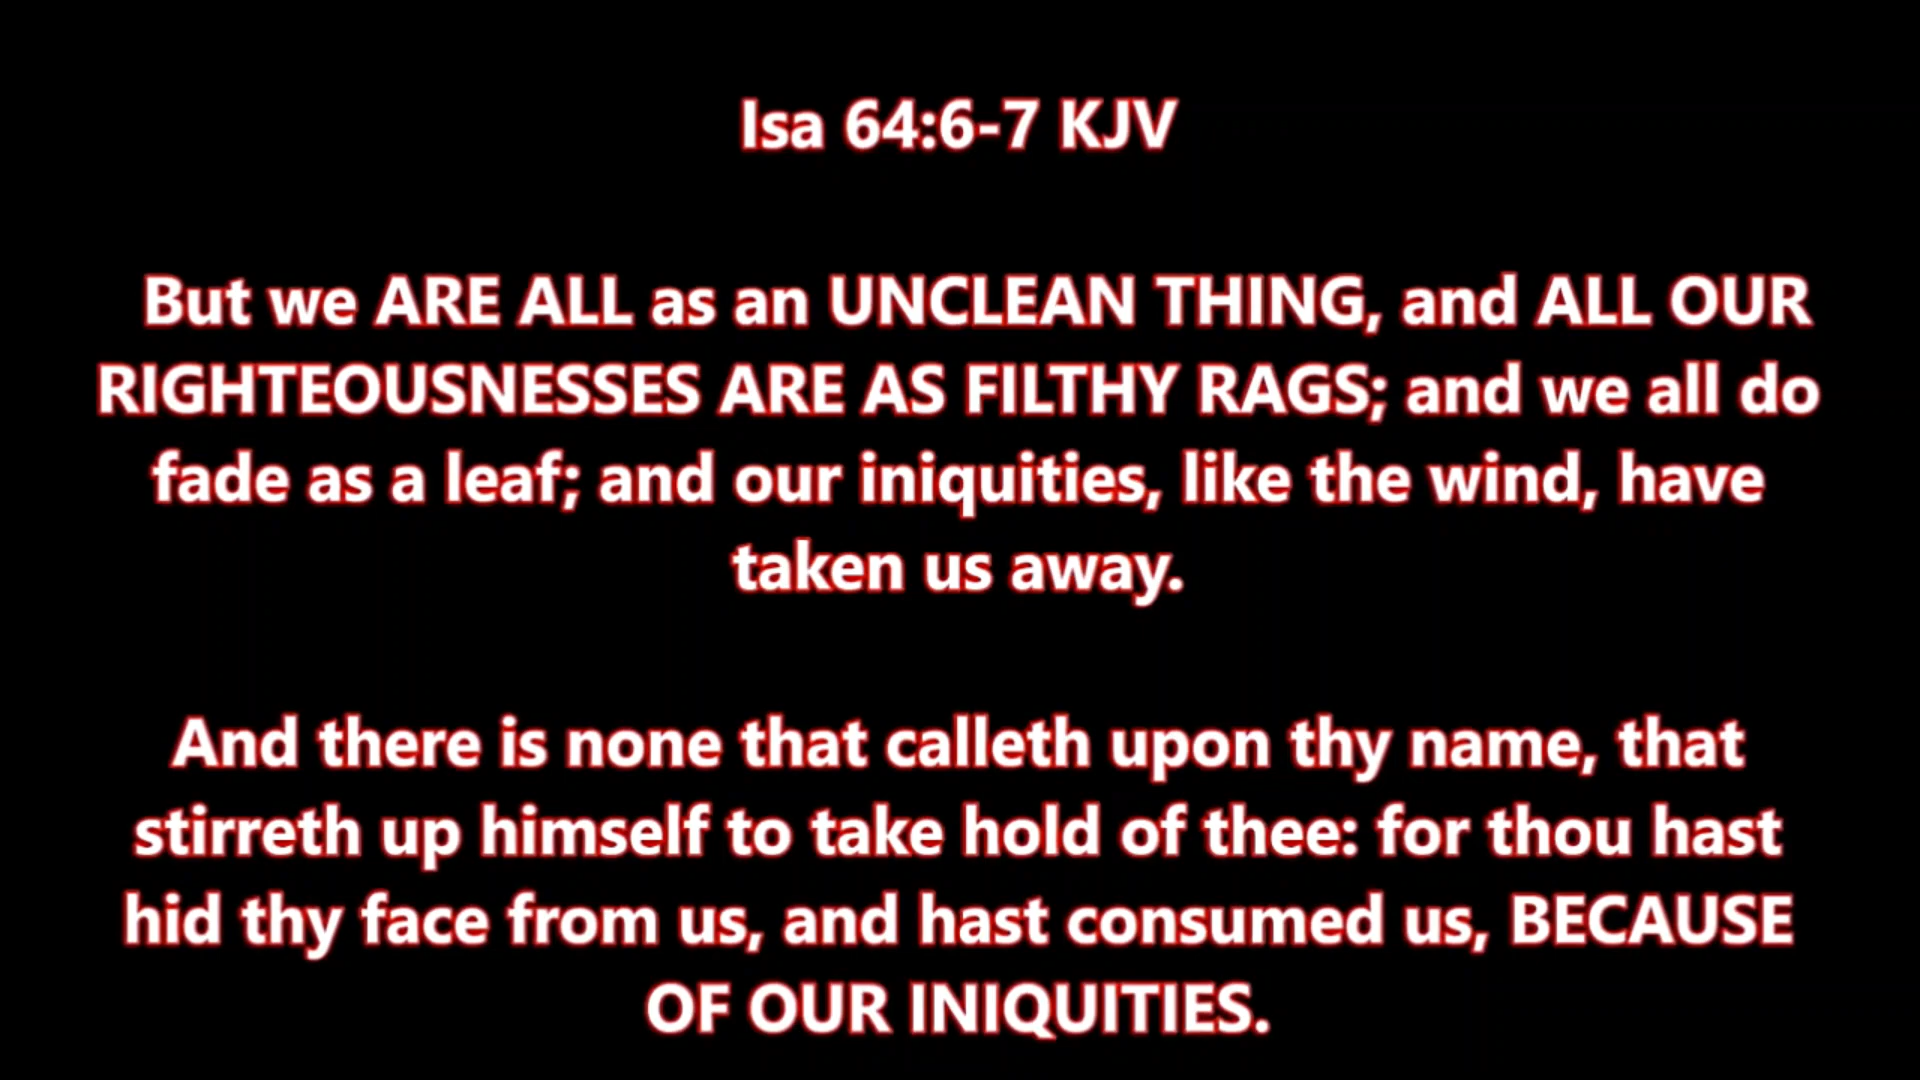 Isa 64:6-7 KJV
But we ARE ALL as an UNCLEAN THING, and ALL OUR
RIGHTEOUSNESSES ARE AS FILTHY RAGS; and we all do
fade as a leaf; and our iniquities, like the wind, have
taken us away.
And there is none that calleth upon thy name, that
stirreth up himself to take hold of thee: for thou hast
hid thy face from us, and hast consumed us, BECAUSE
OF OUR INIQUITIES.